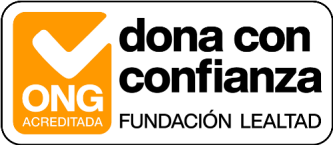 dona con
confianza
ONG
ACREDITADA
FUNDACIÓN LEALTAD